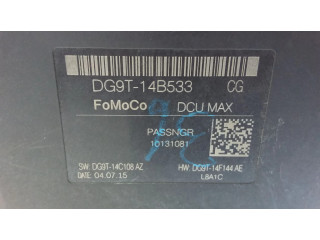 DG9T-14B533 CG
FoMoCo DCU MAX
PASSNGR
10131081
SW: DG9T-14C108 AZ HW: DG9T-14F144 AE
DATE: 04.07.15 L8A1C